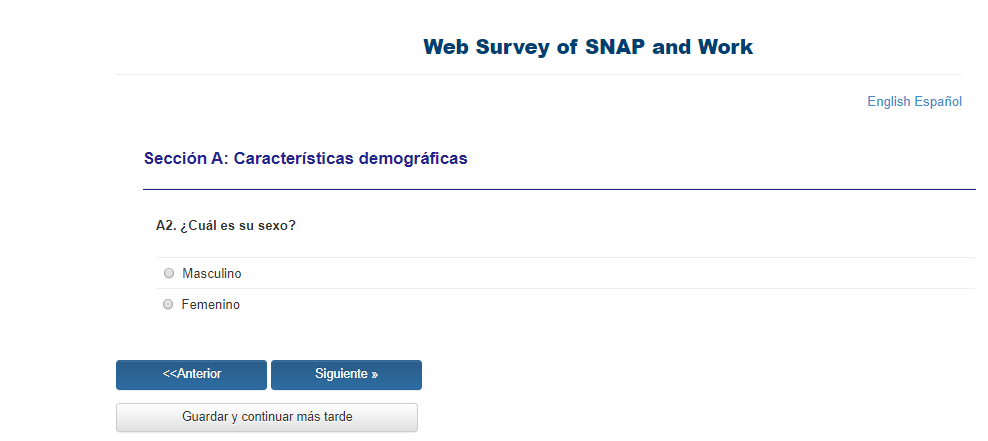 Web Survey of SNAP and Work
English Español
Sección A: Características demográficas
A2. ¿Cuál es su sexo?
Masculino
Femenino
<<Anterior
Siguiente »
Guardar y continuar más tarde